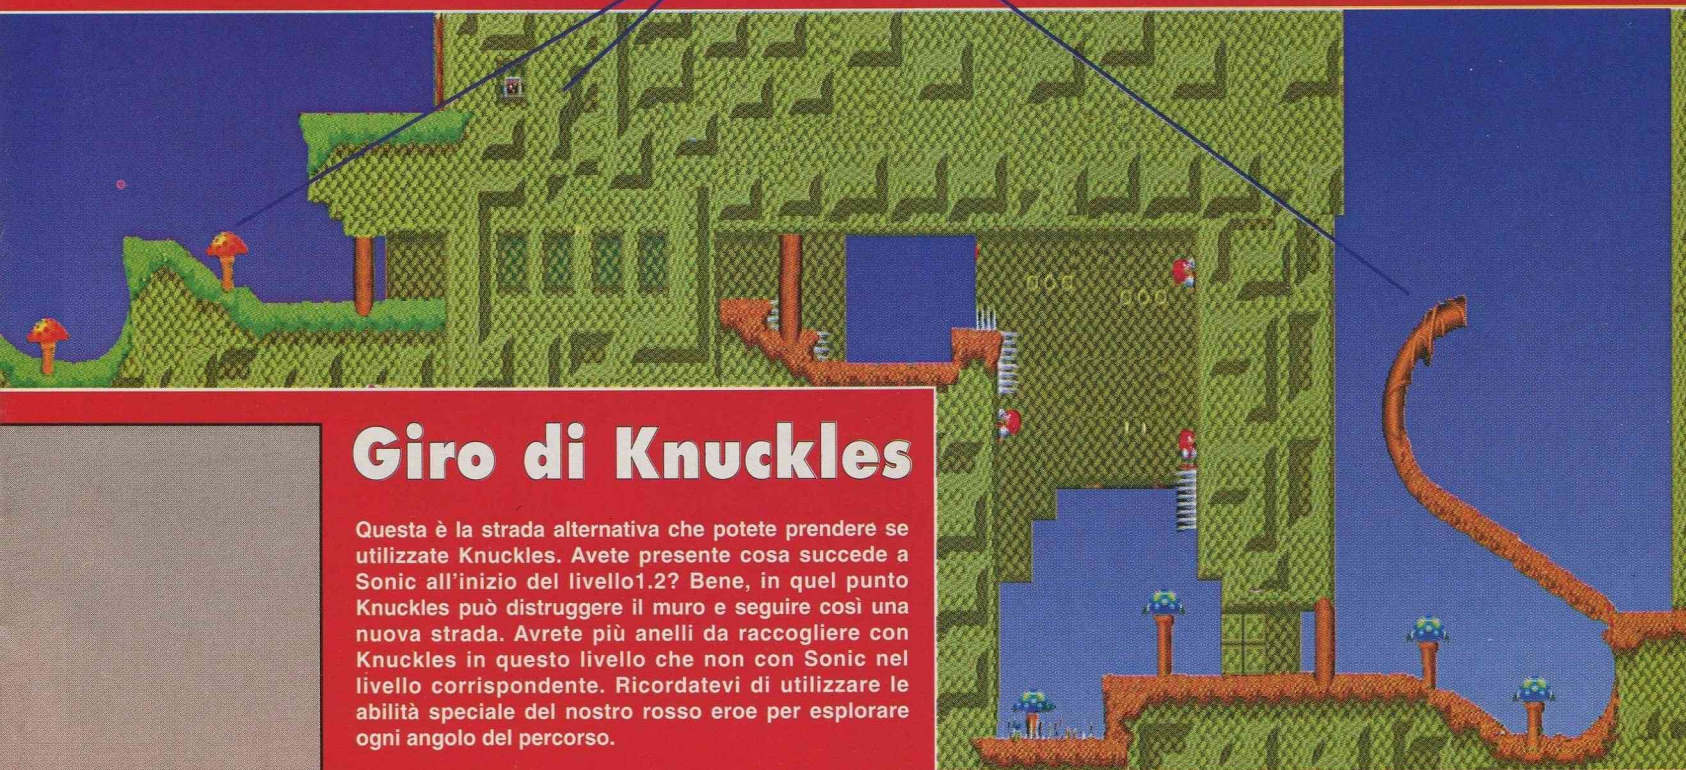 Giro di Knuckles
Questa è la strada alternativa che potete prendere se
utilizzate Knuckles. Avete presente cosa succede a
Sonic all'inizio del livello1.2? Bene, in quel punto
Knuckles può distruggere il muro e seguire così una
nuova strada. Avrete più anelli da raccogliere con
Knuckles in questo livello che non con Sonic nel
livello corrispondente. Ricordatevi di utilizzare le
abilità speciale del nostro rosso eroe per esplorare
ogni angolo del percorso.